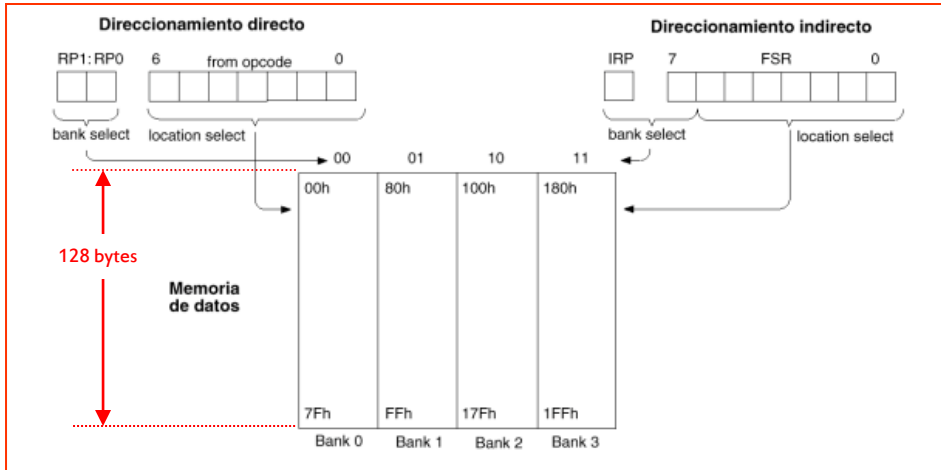 Direccionamiento directo
Direccionamiento indirecto
RP1: RP0 6 from opcode 0
IRP 7 FSR 0
bank select location select
bank select location select
00 01 10 11
00h 80h 100h 180h
128 bytes
Memoria
de datos
7Fh FFh 17Fh 1FFh
Bank 0 Bank 1 Bank 2 Bank 3